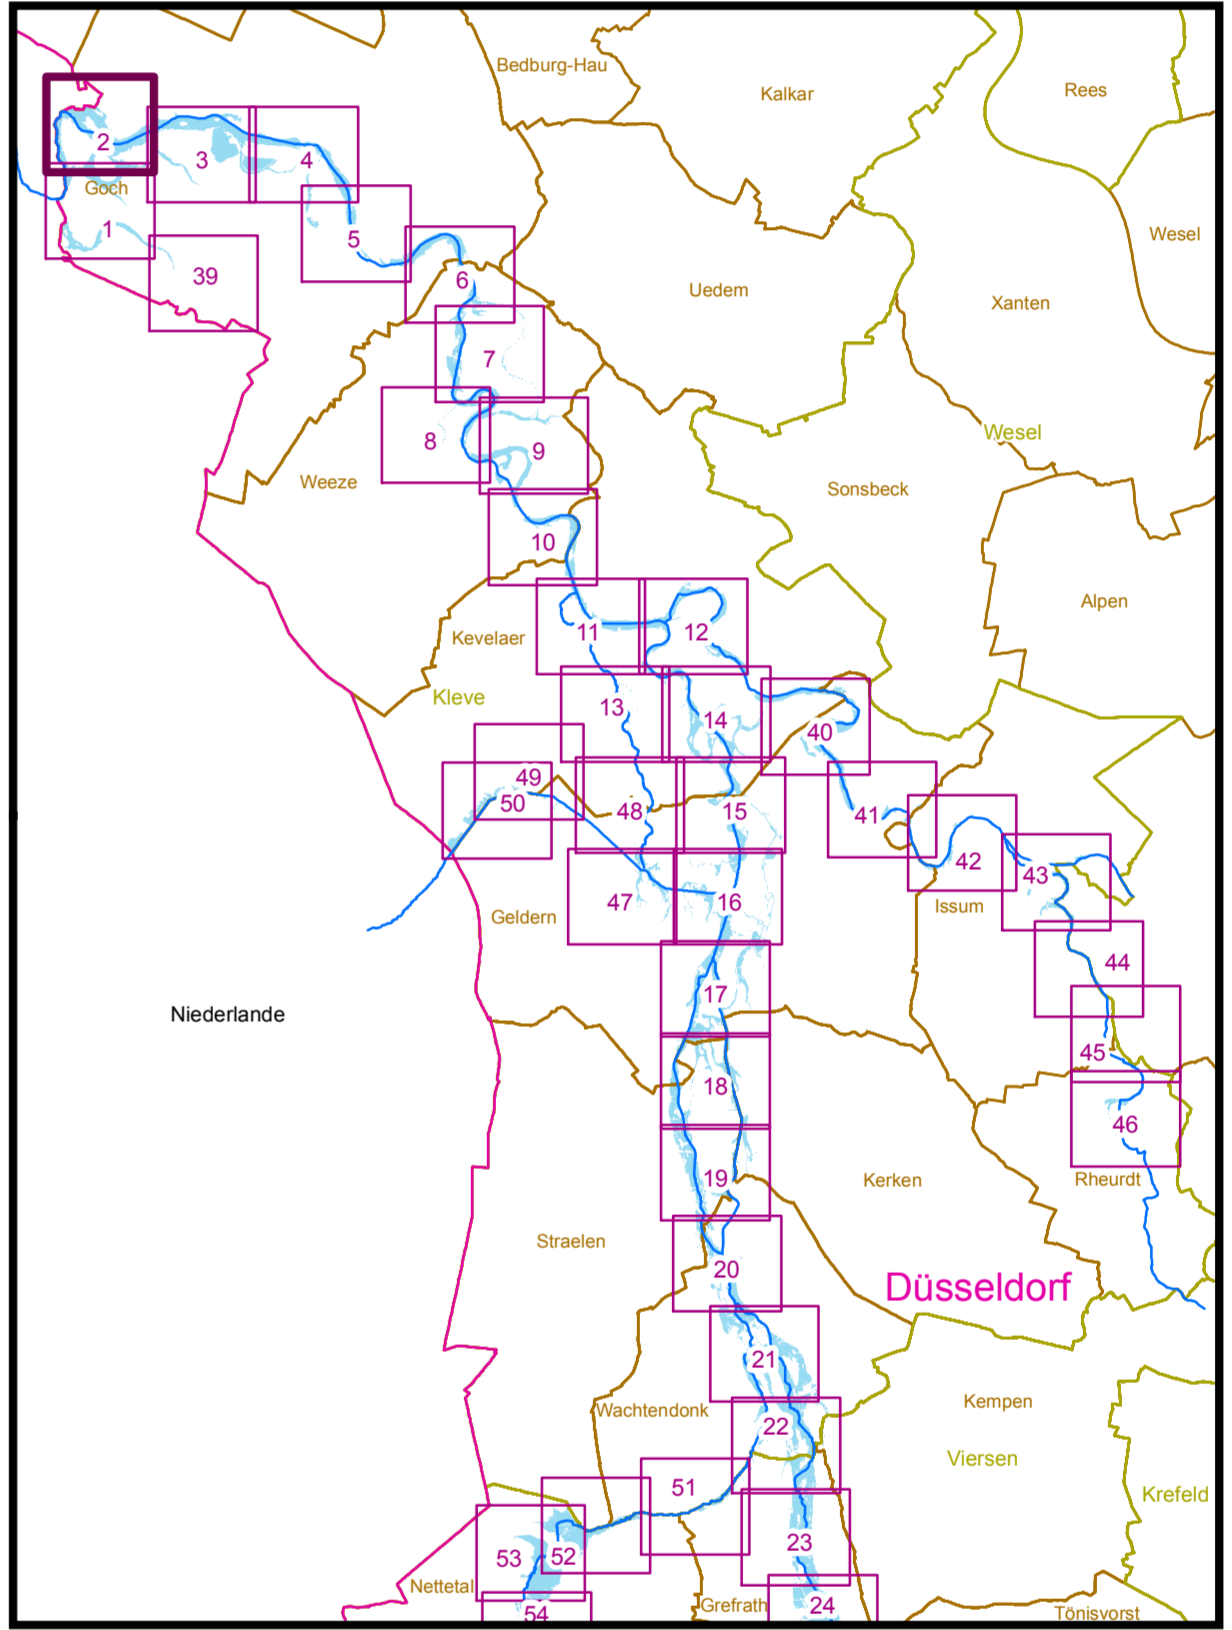 Bedburg-Hau
Kalkar
Rees
2
3
4
Goch
1
5
Wesel
39
6
Uedem
Xanten
7
8
9
Wesel
Weeze
Sonsbeck
10
Alpen
11
12
Kevelaer
Kleve
13
14
40
49
50
48
15
41
42
43
47
16
Issum
Geldern
44
17
Niederlande
45
18
46
19
Kerken
Rheurdt
Straelen
20
Düsseldorf
21
Kempen
Wachtendonk
22
Viersen
51
Krefeld
23
53
52
Nettetal
Grefrath
24
54
Tönisvorst